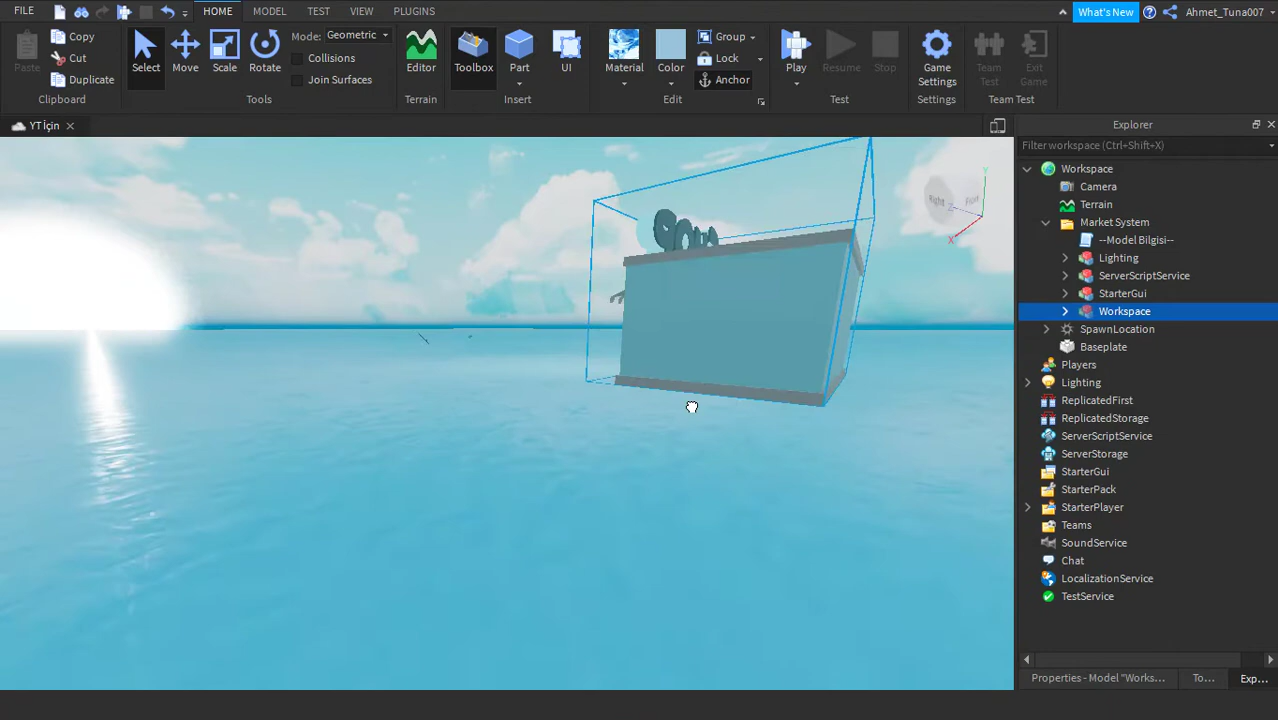 FILE HOME MODEL TEST VIEW PLUGINS What's New Ahmet_Tuna007
Paste Copy Cut Duplicate Clipboard
Select Move Scale Rotate Mode: Geometric Collisions Join Surfaces Tools
Editor Terrain
Toolbox Part UI Insert
Material Color Group Lock Anchor Edit
Play Resume Stop Test
Game Settings Settings
Team Test Exit Game Team Test
YT İçin
Explorer
Filter workspace (Ctrl+Shift+X)
Workspace
Camera
Terrain
Market System
--Model Bilgisi--
Lighting
ServerScriptService
StarterGui
Workspace
SpawnLocation
Baseplate
Players
Lighting
ReplicatedFirst
ReplicatedStorage
ServerScriptService
ServerStorage
StarterGui
StarterPack
StarterPlayer
Teams
SoundService
Chat
LocalizationService
TestService
Right
Y
Z
X
Properties - Model "Works... To... Exp...